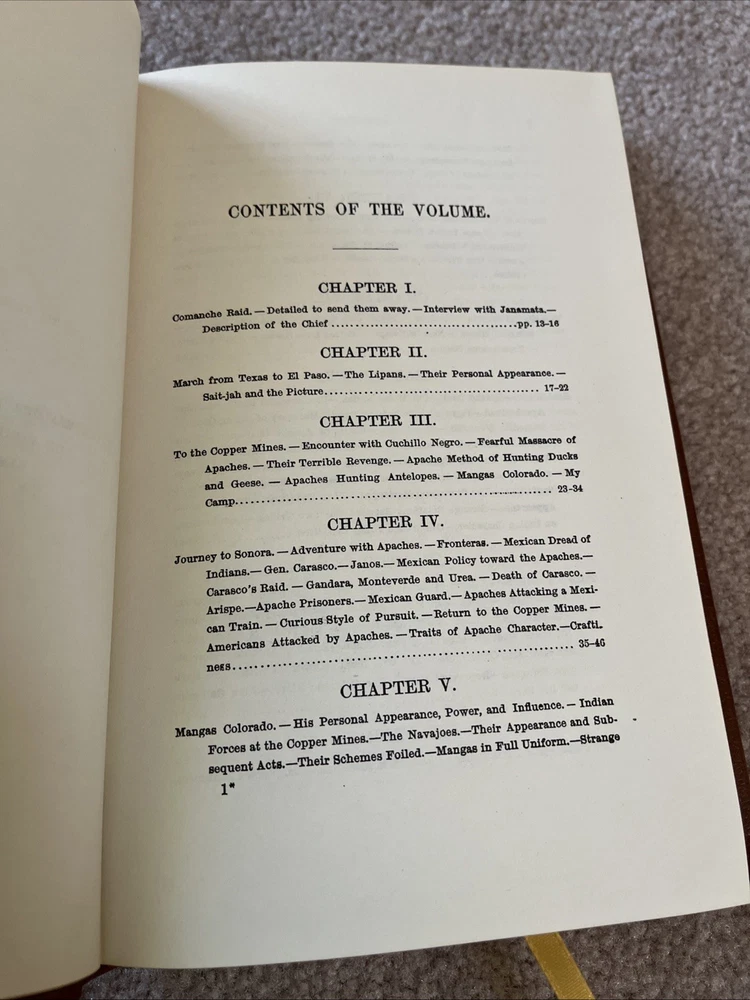 CONTENTS OF THE VOLUME.
CHAPTER I.
Comanche Raid. — Detailed to send them away. — Interview with Janamata.—
Description of the Chief .......................................pp. 13-16
CHAPTER II.
March from Texas to El Paso. — The Lipans. — Their Personal Appearance. —
Sait-jah and the Picture............................................. 17-22
CHAPTER III.
To the Copper Mines. — Encounter with Cuchillo Negro. — Fearful Massacre of
Apaches. — Their Terrible Revenge. — Apache Method of Hunting Ducks
and Geese. — Apaches Hunting Antelopes. — Mangas Colorado. — My
Camp.................................................................. 23-34
CHAPTER IV.
Journey to Sonora. — Adventure with Apaches. — Fronteras. — Mexican Dread of
Indians.— Gen. Carasco.— Janos.— Mexican Policy toward the Apaches.—
Carasco's Raid. — Gandara, Monteverde and Urea. — Death of Carasco. —
Arispe.—Apache Prisoners.— Mexican Guard.— Apaches Attacking a Mexi-
can Train. — Curious Style of Pursuit. — Return to the Copper Mines. —
Americans Attacked by Apaches. — Traits of Apache Character.—Crafti-
ness...................................................... ................ 35-46
CHAPTER V.
Mangas Colorado. — His Personal Appearance, Power, and Influence. — Indian
Forces at the Copper Mines.—The Navajoes.—Their Appearance and Sub-
sequent Acts.—Their Schemes Foiled.—Mangas in Full Uniform.—Strange
1*